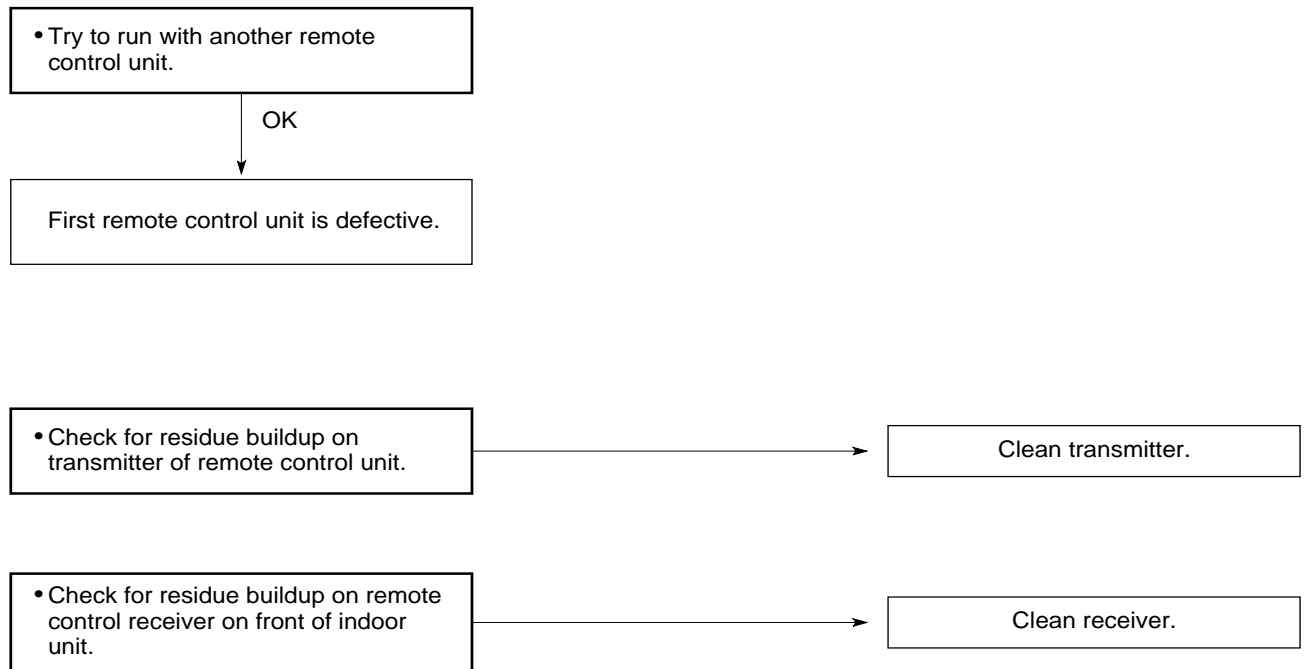 • Try to run with another remote
control unit.
OK
First remote control unit is defective.
• Check for residue buildup on
transmitter of remote control unit.
Clean transmitter.
• Check for residue buildup on remote
control receiver on front of indoor
unit.
Clean receiver.